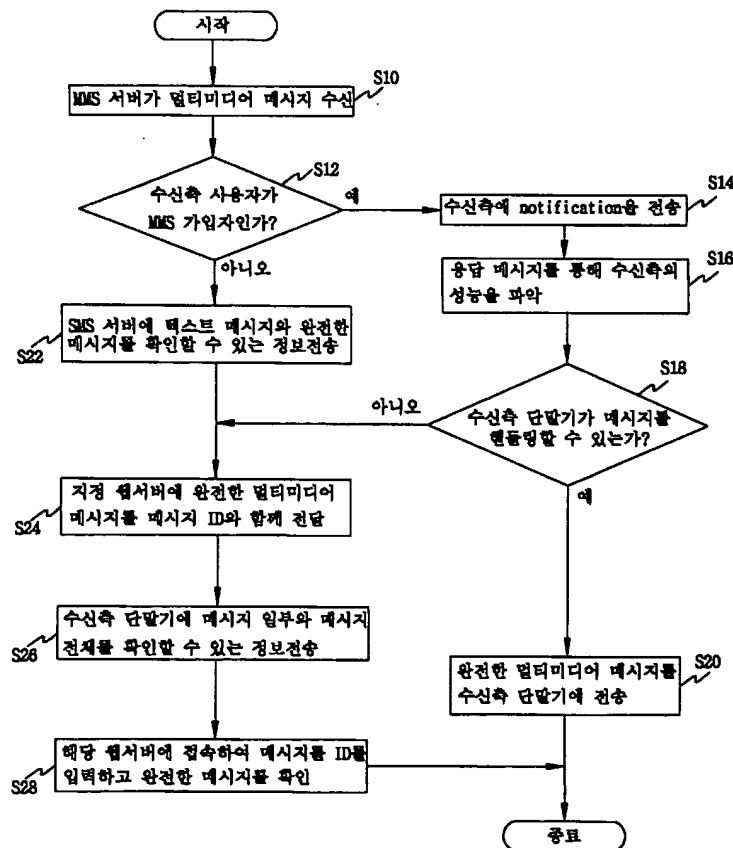 시작
S10
MMS 서버가 멀티미디어 메시지 수신
S12
수신측 사용자가
MMS 가입자인가?
예
아니오
S14
수신측에 notification을 전송
S16
응답 메시지를 통해 수신측의
성능을 파악
S22
SMS 서버에 텍스트 메시지와 완전한
메시지를 확인할 수 있는 정보전송
S18
수신측 단말기가 메시지를
핸들링할 수 있는가?
아니오
예
S24
지정 웹서버에 완전한 멀티미디어
메시지를 메시지 ID와 함께 전달
S26
수신측 단말기에 메시지 일부와 메시지
전체를 확인할 수 있는 정보전송
S20
완전한 멀티미디어 메시지를
수신측 단말기에 전송
S28
해당 웹서버에 접속하여 메시지를 ID를
입력하고 완전한 메시지를 확인
종료